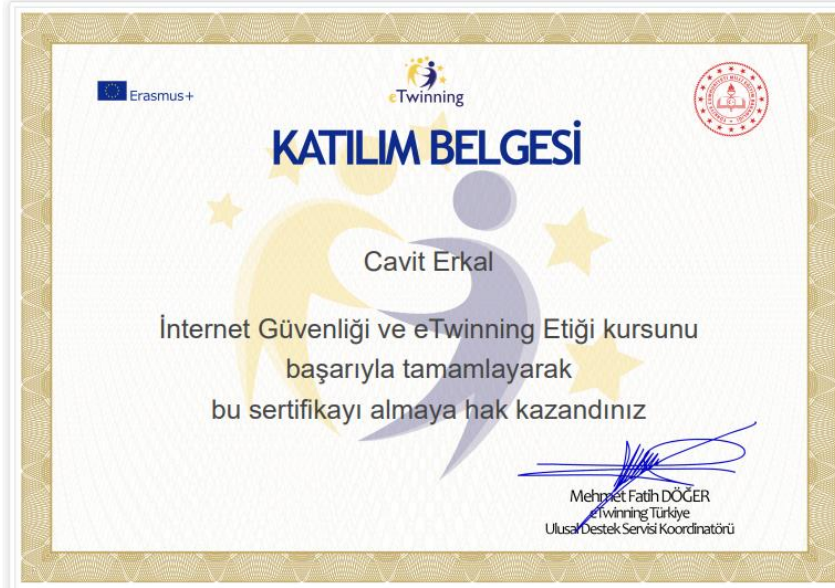 Erasmus+
eTwinning
KATILIM BELGESİ
Cavit Erkal
İnternet Güvenliği ve eTwinning Etiği kursunu
başarıyla tamamlayarak
bu sertifikayı almaya hak kazandınız
Mehmet Fatih DÖĞER
eTwinning Türkiye
Ulusal Destek Servisi Koordinatörü